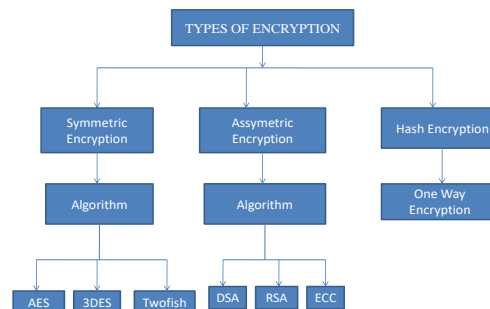 TYPES OF ENCRYPTION
Symmetric
Encryption
Assymetric
Encryption
Hash Encryption
Algorithm
Algorithm
One Way
Encryption
AES
3DES
Twofish
DSA
RSA
ECC